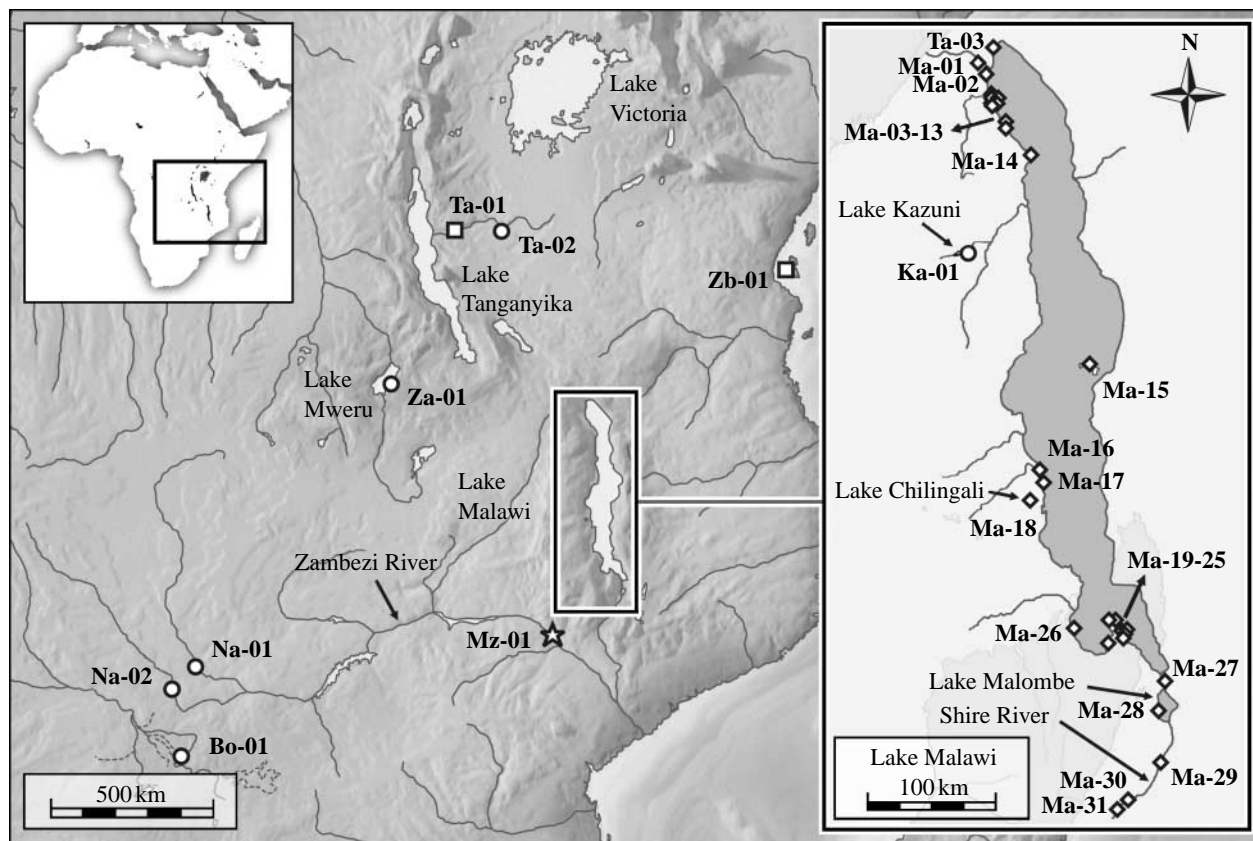 Lake
Victoria
Ta-01
Ta-02
Lake
Tanganyika
Zb-01
Lake
Mweru
Za-01
Lake
Malawi
Zambezi River
Mz-01
Na-01
Na-02
Bo-01
500 km
N
Ta-03
Ma-01
Ma-02
Ma-03-13
Ma-14
Lake Kazuni
Ka-01
Ma-15
Ma-16
Ma-17
Lake Chilingali
Ma-18
Ma-19-25
Ma-26
Ma-27
Lake Malombe
Ma-28
Shire River
Ma-29
Ma-30
Ma-31
Lake Malawi
100 km